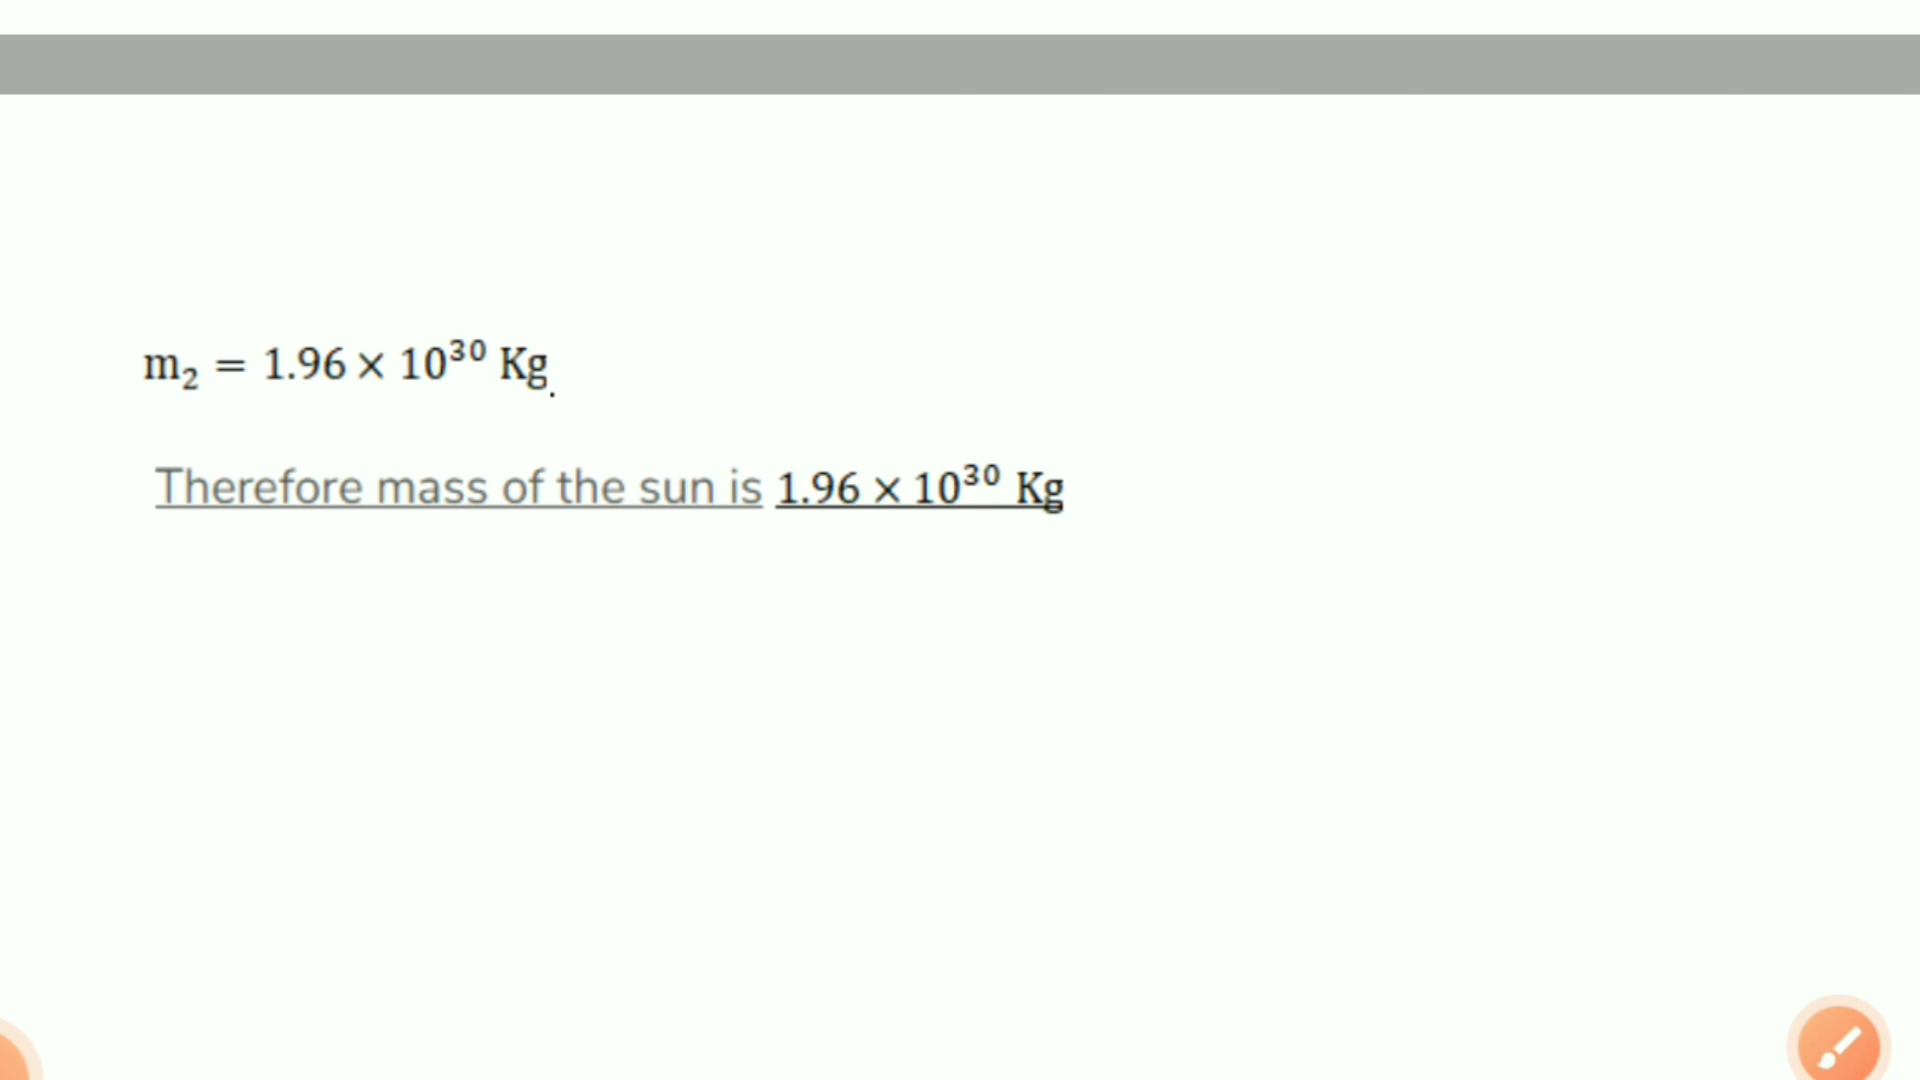 m₂ = 1.96 × 10³⁰ Kg.
Therefore mass of the sun is 1.96 × 10³⁰ Kg